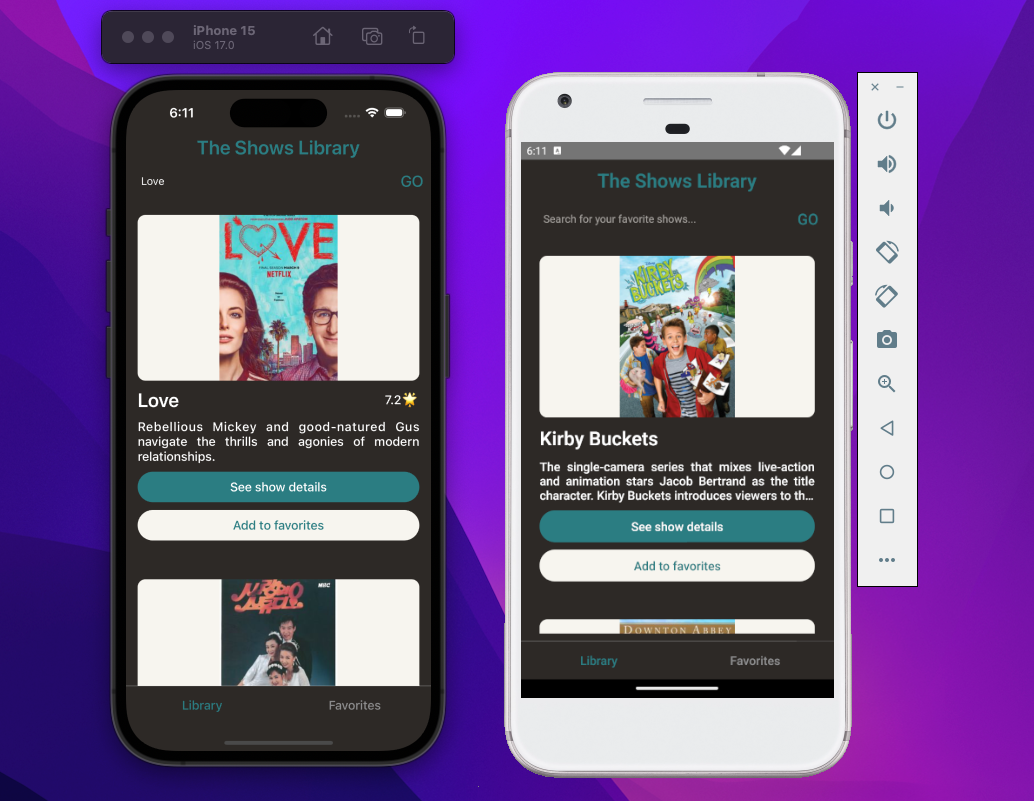 iPhone 15
iOS 17.0
6:11
The Shows Library
Love
GO
LOVE
NETFLIX
Love
7.2
Rebellious Mickey and good-natured Gus
navigate the thrills and agonies of modern
relationships.
See show details
Add to favorites
NBC
Library
Favorites
6:11
The Shows Library
Search for your favorite shows...
GO
KIRBY
BUCKETS
Kirby Buckets
The single-camera series that mixes live-action
and animation stars Jacob Bertrand as the title
character. Kirby Buckets introduces viewers to th...
See show details
Add to favorites
DOWNTON ABBEY
Library
Favorites